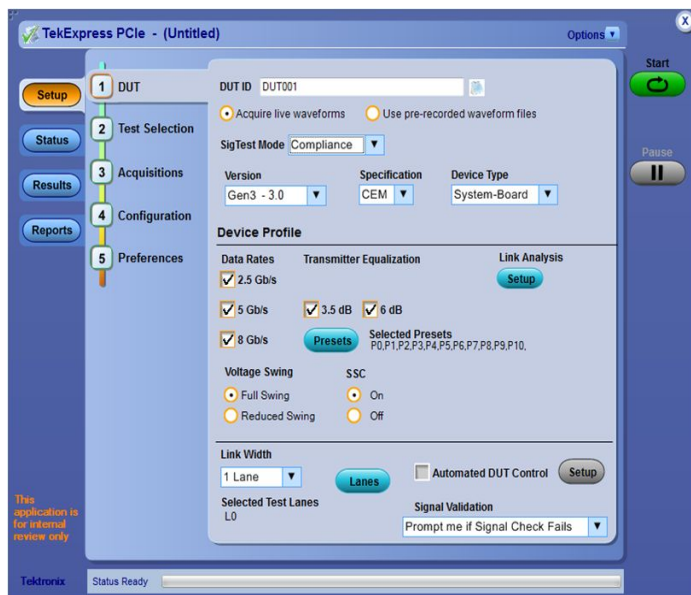 TekExpress PCIe - (Untitled)
Options
X
Start
Pause
Setup
Status
Results
Reports
1 DUT
2 Test Selection
3 Acquisitions
4 Configuration
5 Preferences
DUT ID DUT001
Acquire live waveforms Use pre-recorded waveform files
SigTest Mode Compliance
Version Specification Device Type
Gen3 - 3.0 CEM System-Board
Device Profile
Data Rates Transmitter Equalization Link Analysis
2.5 Gb/s Setup
5 Gb/s 3.5 dB 6 dB
8 Gb/s Presets Selected Presets
P0,P1,P2,P3,P4,P5,P6,P7,P8,P9,P10,
Voltage Swing SSC
Full Swing On
Reduced Swing Off
Link Width
1 Lane Lanes Automated DUT Control Setup
Selected Test Lanes Signal Validation
L0
Prompt me if Signal Check Fails
This
application is
for internal
review only
Tektronix Status Ready